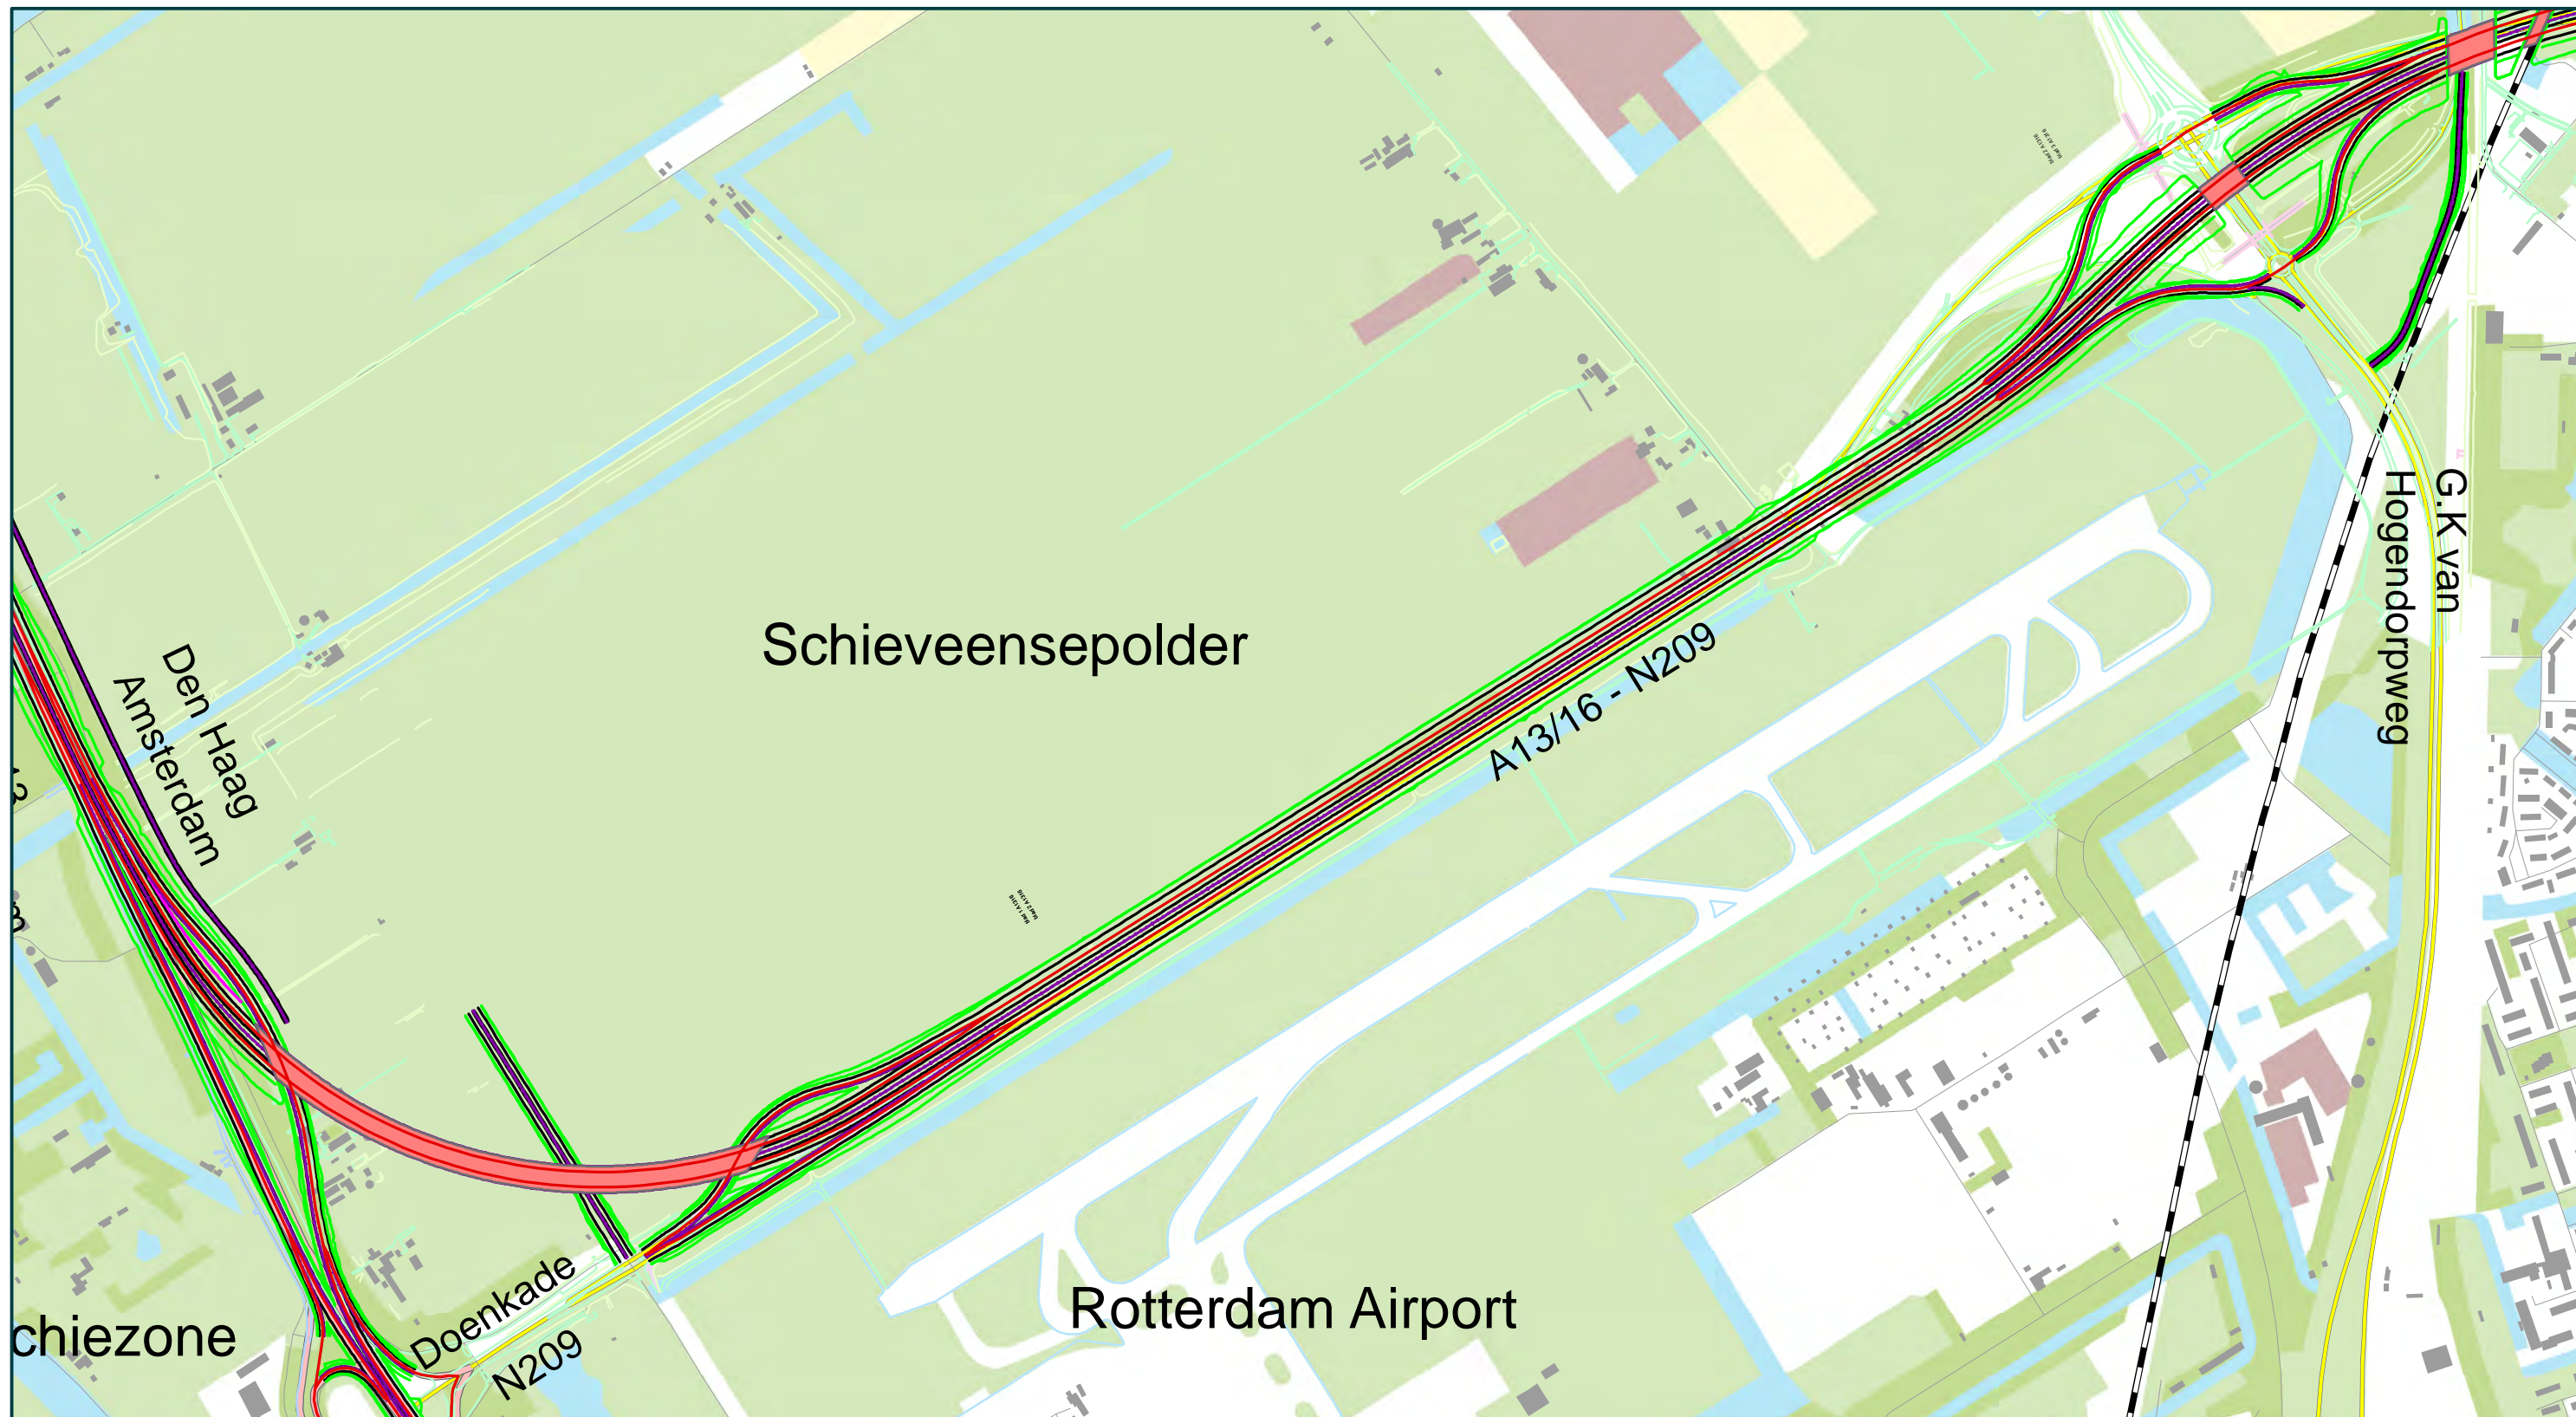 Schieveensepolder
A13/16 - N209
G.K van
Hogendorpweg
Den Haag
Amsterdam
Doenkade
N209
Rotterdam Airport
chiezone